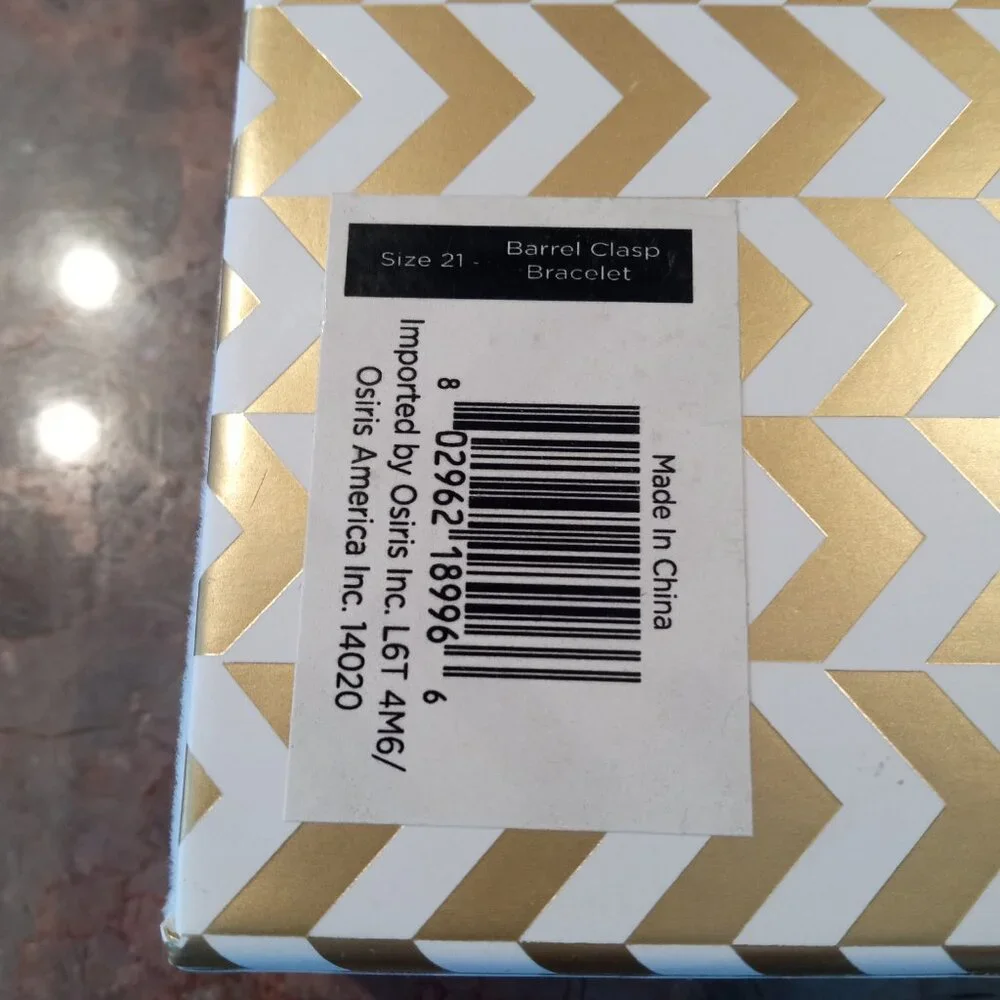 Size 21 - Barrel Clasp
Bracelet
Made In China
8 02962 18996 6
Imported by Osiris Inc. L6T 4M6/
Osiris America Inc. 14020